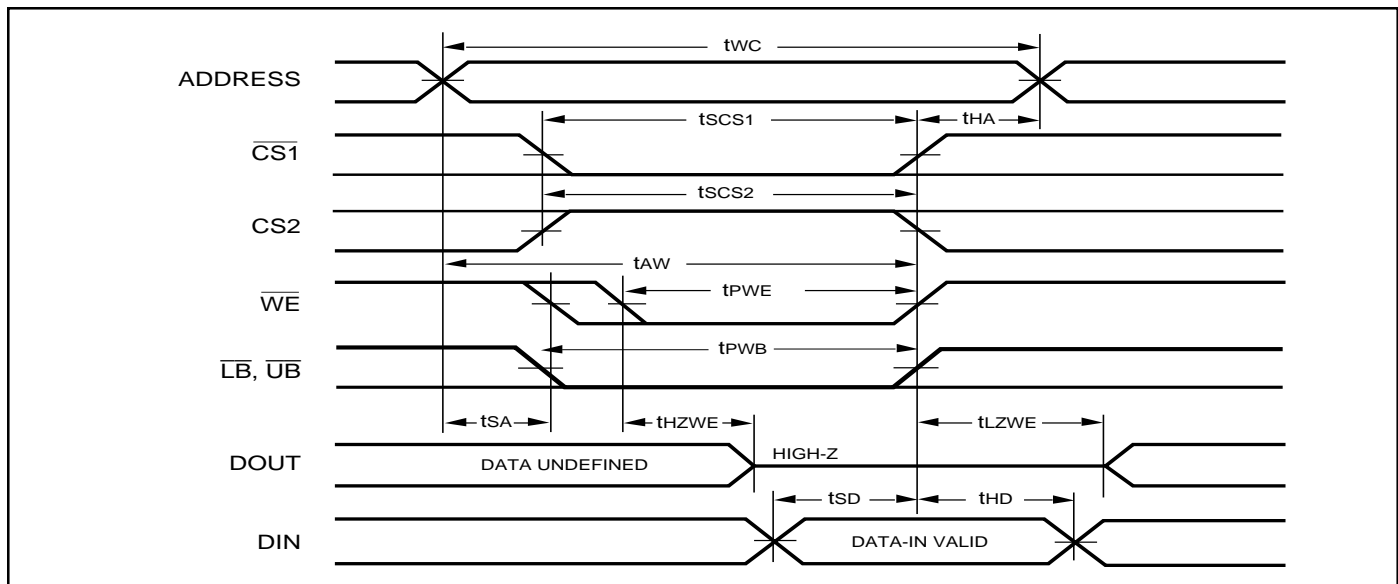 tWC
ADDRESS
tSCS1
tHA
CS1
tSCS2
CS2
tAW
WE
tPWE
LB, UB
tPWB
tSA
tHZWE
tLZWE
DOUT
DATA UNDEFINED
HIGH-Z
tSD
tHD
DIN
DATA-IN VALID